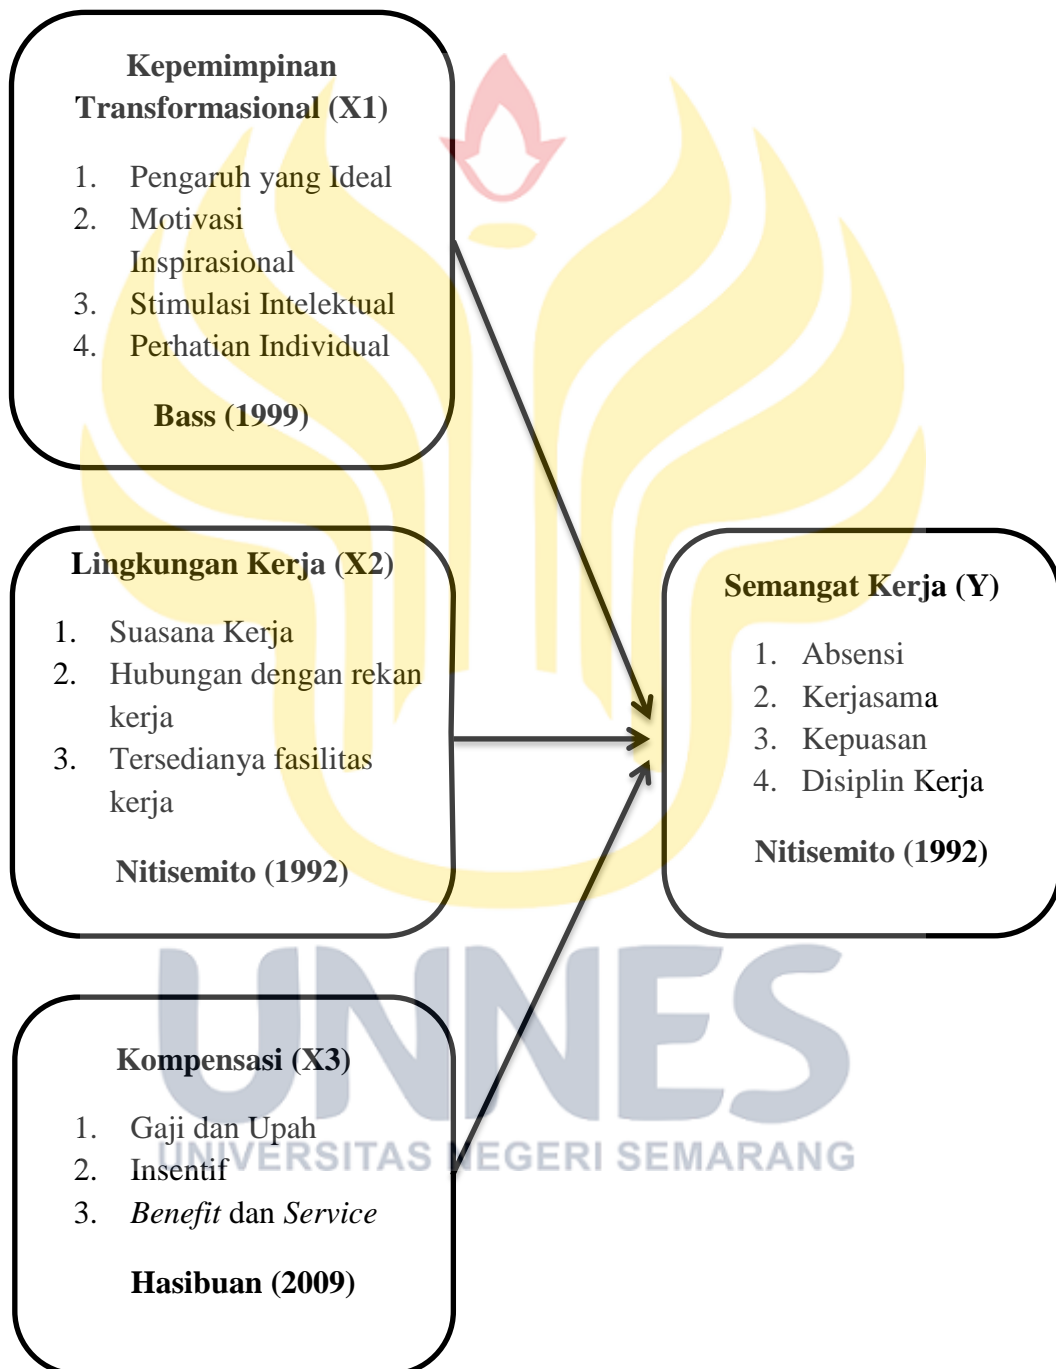 Kepemimpinan
Transformasional (X1)
1. Pengaruh yang Ideal
2. Motivasi
Inspirasional
3. Stimulasi Intelektual
4. Perhatian Individual
Bass (1999)
Lingkungan Kerja (X2)
1. Suasana Kerja
2. Hubungan dengan rekan
kerja
3. Tersedianya fasilitas
kerja
Nitisemito (1992)
Semangat Kerja (Y)
1. Absensi
2. Kerjasama
3. Kepuasan
4. Disiplin Kerja
Nitisemito (1992)
UNNES
UNIVERSITAS NEGERI SEMARANG
Kompensasi (X3)
1. Gaji dan Upah
2. Insentif
3. Benefit dan Service
Hasibuan (2009)